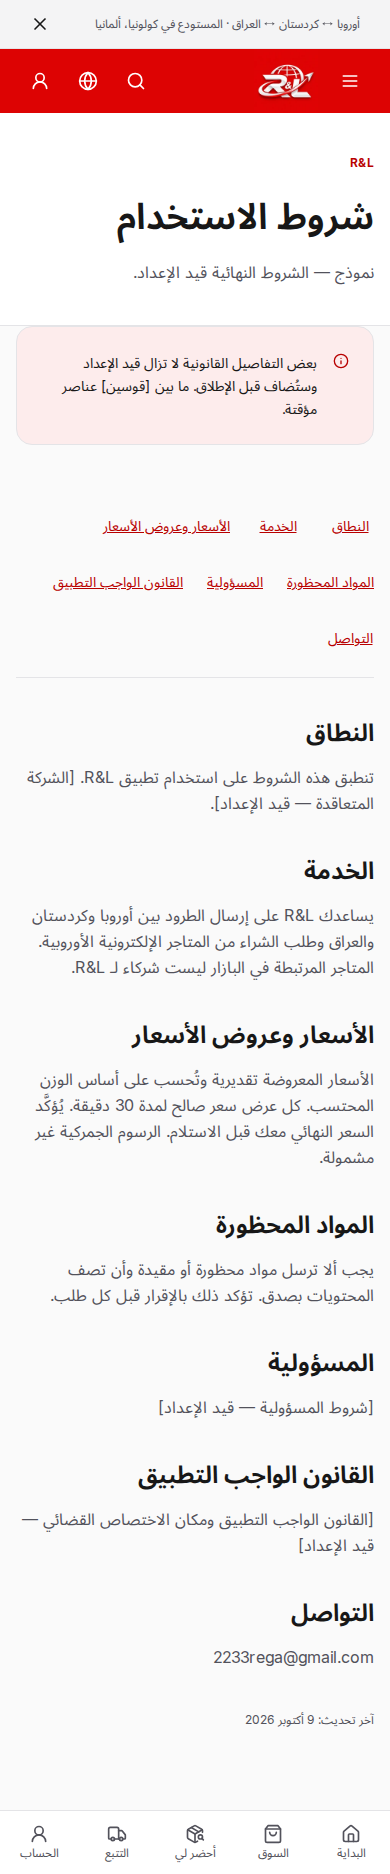 أوروبا ↔ كردستان ↔ العراق · المستودع في كولونيا، ألمانيا
R&L
R&L
شروط الاستخدام
نموذج — الشروط النهائية قيد الإعداد.
بعض التفاصيل القانونية لا تزال قيد الإعداد
وستُضاف قبل الإطلاق. ما بين [قوسين] عناصر
مؤقتة.
النطاق الخدمة الأسعار وعروض الأسعار
المواد المحظورة المسؤولية القانون الواجب التطبيق
التواصل
النطاق
تنطبق هذه الشروط على استخدام تطبيق R&L. [الشركة
المتعاقدة — قيد الإعداد].
الخدمة
يساعدك R&L على إرسال الطرود بين أوروبا وكردستان
والعراق وطلب الشراء من المتاجر الإلكترونية الأوروبية.
المتاجر المرتبطة في البازار ليست شركاء لـ R&L.
الأسعار وعروض الأسعار
الأسعار المعروضة تقديرية وتُحسب على أساس الوزن
المحتسب. كل عرض سعر صالح لمدة 30 دقيقة. يُؤكَّد
السعر النهائي معك قبل الاستلام. الرسوم الجمركية غير
مشمولة.
المواد المحظورة
يجب ألا ترسل مواد محظورة أو مقيدة وأن تصف
المحتويات بصدق. تؤكد ذلك بالإقرار قبل كل طلب.
المسؤولية
[شروط المسؤولية — قيد الإعداد]
القانون الواجب التطبيق
[القانون الواجب التطبيق ومكان الاختصاص القضائي —
قيد الإعداد]
التواصل
2233rega@gmail.com
آخر تحديث: 9 أكتوبر 2026
البداية السوق أحضر لي التتبع الحساب